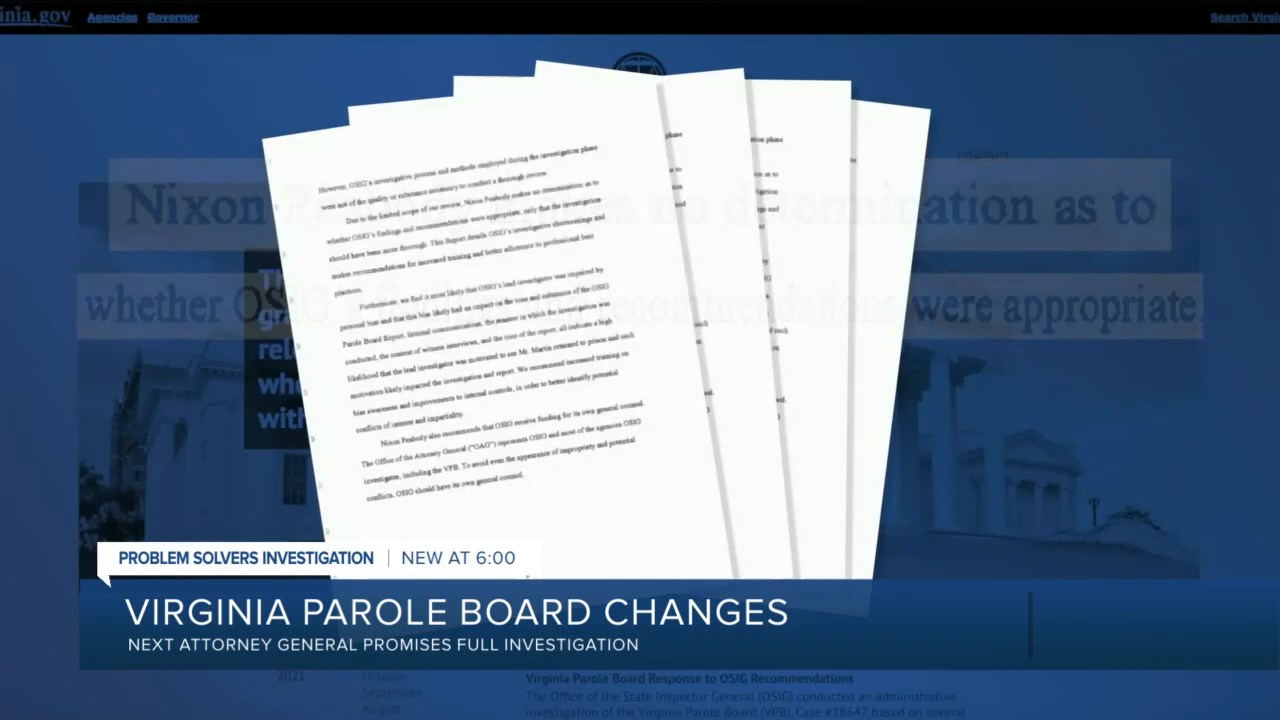 inia.gov Agencies Governor Search Virgi
CONTACT
Nixon no determination as to
whether OSIG's recommendations were appropriate.
Th
gr
rel
who
with
However, OSIG's investigative process and methods employed during the investigation phase
were not of the quality or substance necessary to conduct a thorough review.
Due to the limited scope of our review, Nixon Peabody makes no determination as to
whether OSIG's findings and recommendations were appropriate, only that the investigation
should have been more thorough. This Report details OSIG's investigative shortcomings and
makes recommendations for increased training and better adherence to professional best
practices.
Furthermore, we find it most likely that OSIG's lead investigator was impaired by
personal bias and that this bias likely had an impact on the tone and substance of the OSIG
Parole Board Report. Internal communications, the manner in which the investigation was
conducted, the content of witness interviews, and the tone of the report, all indicate a high
likelihood that the lead investigator was motivated to see Mr. Martin returned to prison and such
motivation likely impacted the investigation and report. We recommend increased training on
bias awareness and improvements to internal controls, in order to better identify potential
conflicts of interest and impartiality.
Nixon Peabody also recommends that OSIG receive funding for its own general counsel.
The Office of the Attorney General ("OAG") represents OSIG and most of the agencies OSIG
investigates, including the VPB. To avoid even the appearance of impropriety and potential
conflicts, OSIG should have its own general counsel.
PROBLEM SOLVERS INVESTIGATION | NEW AT 6:00
VIRGINIA PAROLE BOARD CHANGES
NEXT ATTORNEY GENERAL PROMISES FULL INVESTIGATION
2021 October
September
August
Virginia Parole Board Response to OSIG Recommendations
The Office of the State Inspector General (OSIG) conducted an administrative
investigation of the Virginia Parole Board (VPB), Case #18647, based on several